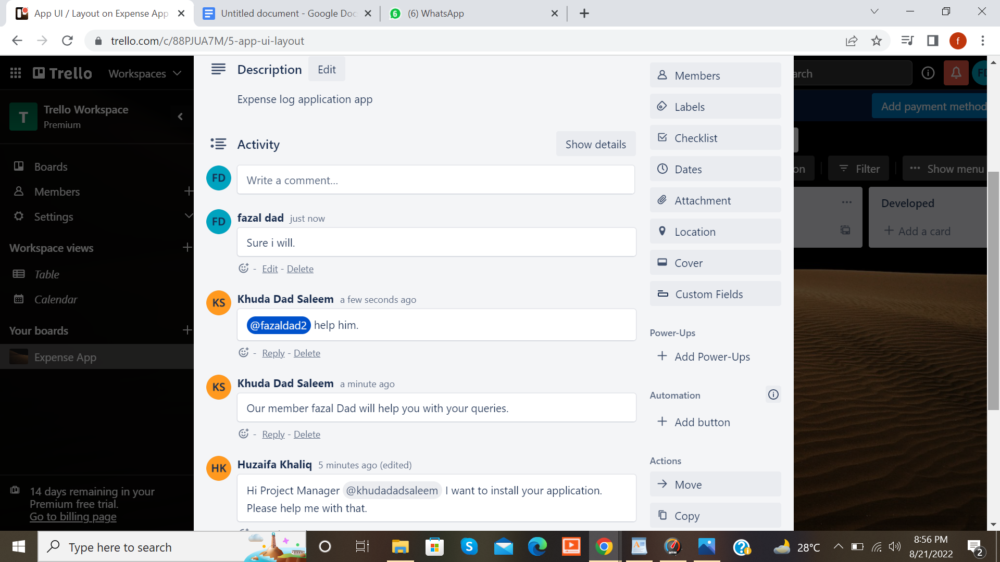 App UI / Layout on Expense App
Untitled document - Google Doc
6
(6) WhatsApp
trello.com/c/88PJUA7M/5-app-ui-layout
f
Trello
Workspaces
arch
FD
T
Trello Workspace
Premium
Add payment method
Boards
Members
Settings
Workspace views
Table
Calendar
Your boards
Expense App
14 days remaining in your
Premium free trial.
Go to billing page
Description
Edit
Expense log application app
Activity
Show details
FD
Write a comment...
FD
fazal dad just now
Sure i will.
- Edit - Delete
KS
Khuda Dad Saleem a few seconds ago
@fazaldad2 help him.
- Reply - Delete
KS
Khuda Dad Saleem a minute ago
Our member fazal Dad will help you with your queries.
- Reply - Delete
HK
Huzaifa Khaliq 5 minutes ago (edited)
Hi Project Manager @khudadadsaleem I want to install your application.
Please help me with that.
Members
Labels
Checklist
Dates
Attachment
Location
Cover
Custom Fields
Power-Ups
Add Power-Ups
Automation
Add button
Actions
Move
Copy
on
Filter
Show menu
Developed
Add a card
Type here to search
WPM
28°C
8:56 PM
8/21/2022
2